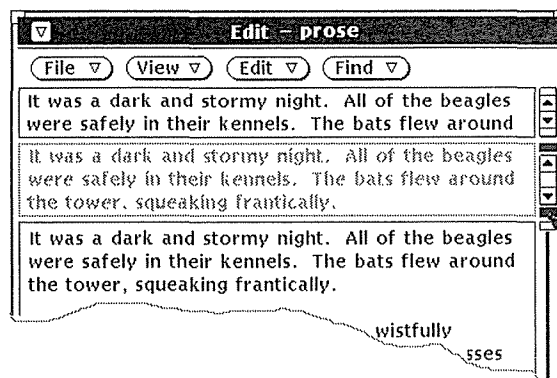 Edit – prose
File View Edit Find
It was a dark and stormy night. All of the beagles
were safely in their kennels. The bats flew around
It was a dark and stormy night. All of the beagles
were safely in their kennels. The bats flew around
the tower, squeaking frantically.
It was a dark and stormy night. All of the beagles
were safely in their kennels. The bats flew around
the tower, squeaking frantically.
wistfully
sses